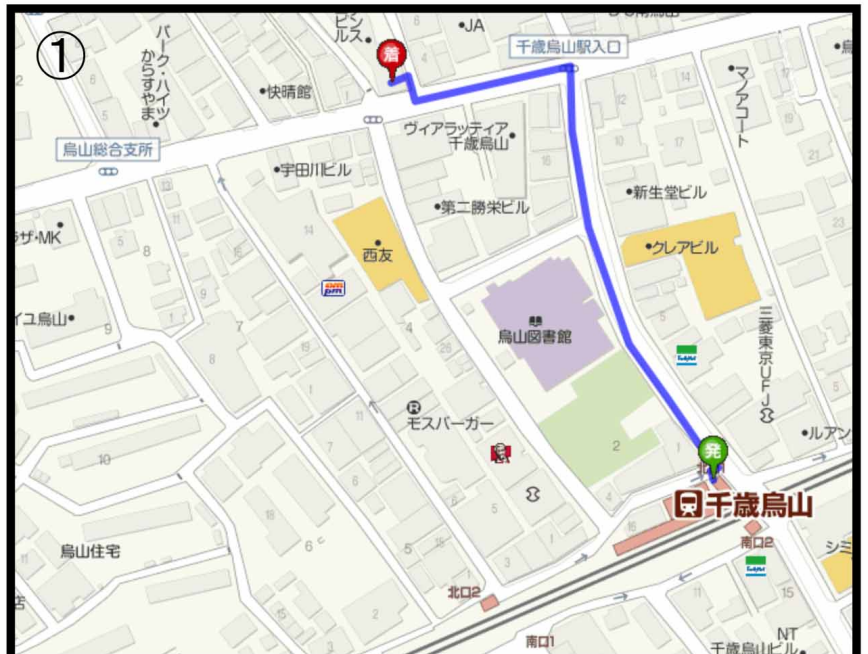 ①
パーク・ハイツ
からすやま
着
JA
千歳烏山駅入口
快晴館
マノアコート
ヴィアラッティア
千歳烏山
烏山総合支所
宇田川ビル
第二勝栄ビル
新生堂ビル
ザ・MK
西友
クレアビル
am
pm
イユ烏山
烏山図書館
三菱東京UFJ
モスバーガー
発
ルアン
千歳烏山
南口2
烏山住宅
シミ
北口2
店
南口1
NT
千歳烏山ビル